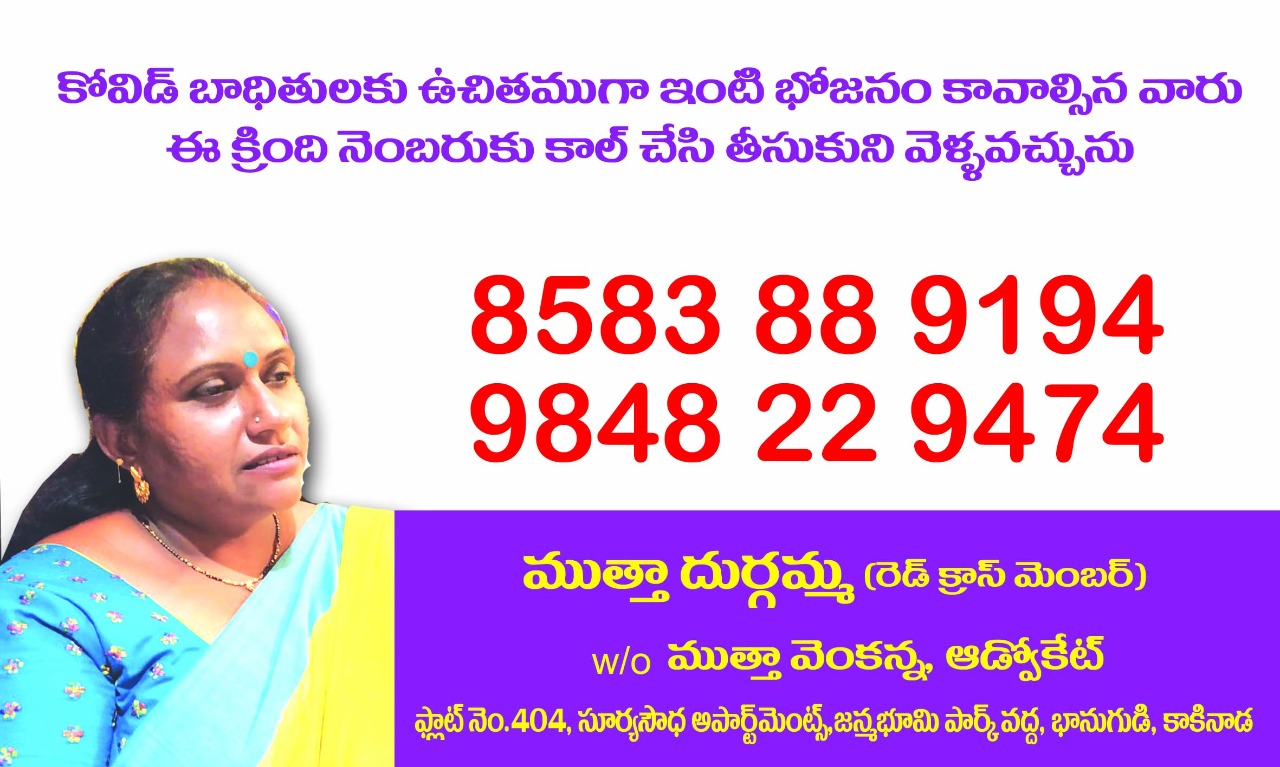 కోవిడ్ బాధితులకు ఉచితముగా ఇంటి భోజనం కావాల్సిన వారు
ఈ క్రింది నెంబరుకు కాల్ చేసి తీసుకుని వెళ్ళవచ్చును
8583 88 9194
9848 22 9474
ముత్తా దుర్గమ్మ (రెడ్ క్రాస్ మెంబర్)
w/o ముత్తా వెంకన్న, ఆడ్వోకేట్
ఫ్లాట్ నెం.404, సూర్యసౌధ అపార్ట్‌మెంట్స్,జన్మభూమి పార్క్ వద్ద, భానుగుడి, కాకినాడ